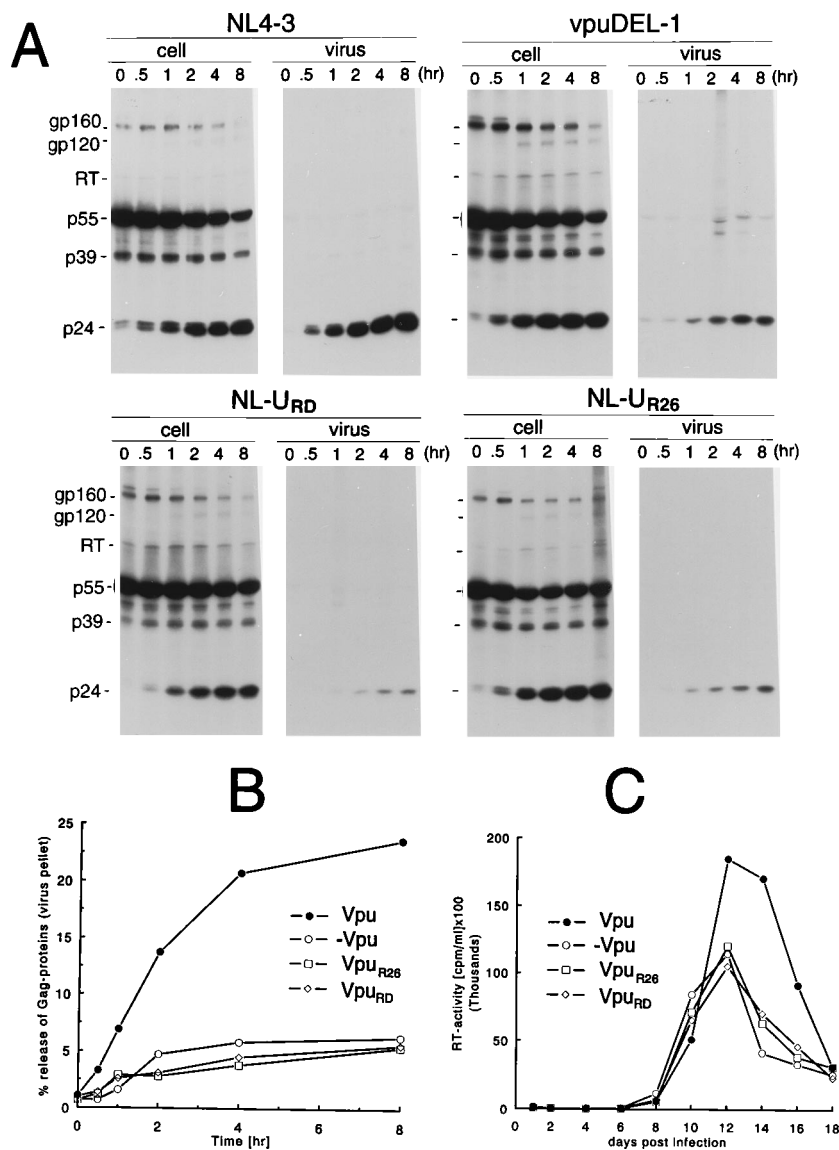 A
NL4-3
vpuDEL-1
cell virus
cell virus
0 .5 1 2 4 8 0 .5 1 2 4 8 (hr)
0 .5 1 2 4 8 0 .5 1 2 4 8 (hr)
gp160
gp120
RT-
p55-
p39-
p24-
NL-URD
NL-UR26
cell virus
cell virus
0 .5 1 2 4 8 0 .5 1 2 4 8 (hr)
0 .5 1 2 4 8 0 .5 1 2 4 8 (hr)
gp160-
gp120-
RT-
p55-
p39-
p24-
B
% release of Gag-proteins (virus pellet)
25
20
15
10
5
0
Vpu
-Vpu
VpuR26
VpuRD
0 2 4 6 8
Time [hr]
C
RT-activity [cpm/ml]x100
(Thousands)
200
150
100
50
0
Vpu
-Vpu
VpuR26
VpuRD
0 2 4 6 8 10 12 14 16 18
days post Infection